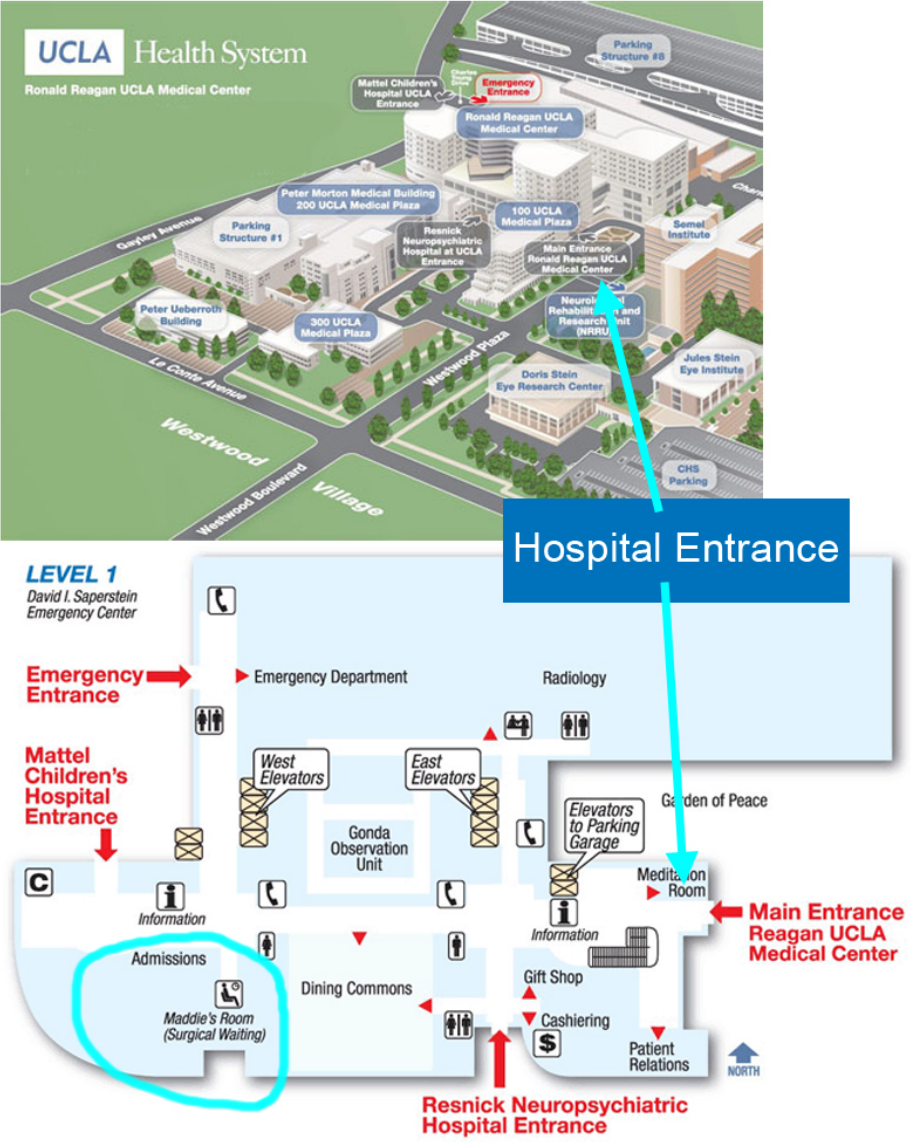 UCLA Health System
Ronald Reagan UCLA Medical Center
Parking
Structure #8
Mattel Children's
Hospital UCLA
Entrance
Charles
Young
Drive
Emergency
Entrance
Ronald Reagan UCLA
Medical Center
Peter Morton Medical Building
200 UCLA Medical Plaza
Gayley Avenue
Parking
Structure #1
Resnick
Neuropsychiatric
Hospital at UCLA
Entrance
100 UCLA
Medical Plaza
Main Entrance
Ronald Reagan UCLA
Medical Center
Semel
Institute
Peter Ueberroth
Building
300 UCLA
Medical Plaza
and
Research Unit
(NRRU)
Westwood Plaza
Le Conte Avenue
Doris Stein
Eye Research Center
Jules Stein
Eye Institute
Westwood
Village
Westwood Boulevard
CHS
Parking
Hospital Entrance
LEVEL 1
David I. Saperstein
Emergency Center
Emergency
Entrance
Emergency Department
Radiology
Mattel
Children's
Hospital
Entrance
West
Elevators
East
Elevators
Elevators
to Parking
Garage
Garden of Peace
Gonda
Observation
Unit
C
Meditation
Room
Information
Information
Main Entrance
Reagan UCLA
Medical Center
Admissions
Maddie's Room
(Surgical Waiting)
Dining Commons
Gift Shop
Cashiering
$
Patient
Relations
NORTH
Resnick Neuropsychiatric
Hospital Entrance